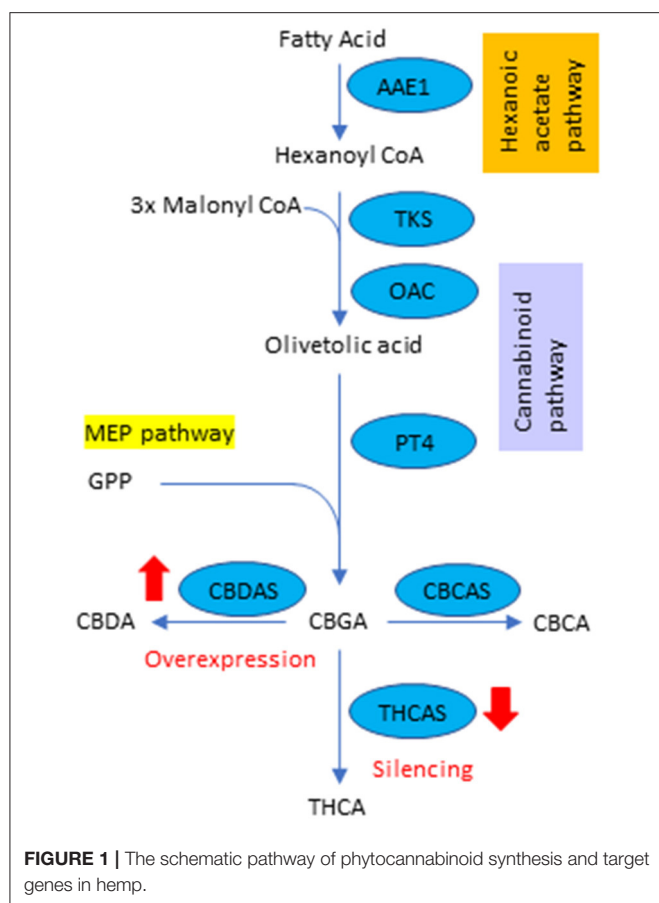 Fatty Acid
AAE1
Hexanoic
acetate
pathway
Hexanoyl CoA
3x Malonyl CoA
TKS
OAC
Olivetolic acid
Cannabinoid
pathway
MEP pathway
PT4
GPP
CBDAS
CBCAS
CBDA
CBGA
CBCA
Overexpression
THCAS
Silencing
THCA
FIGURE 1 | The schematic pathway of phytocannabinoid synthesis and target
genes in hemp.